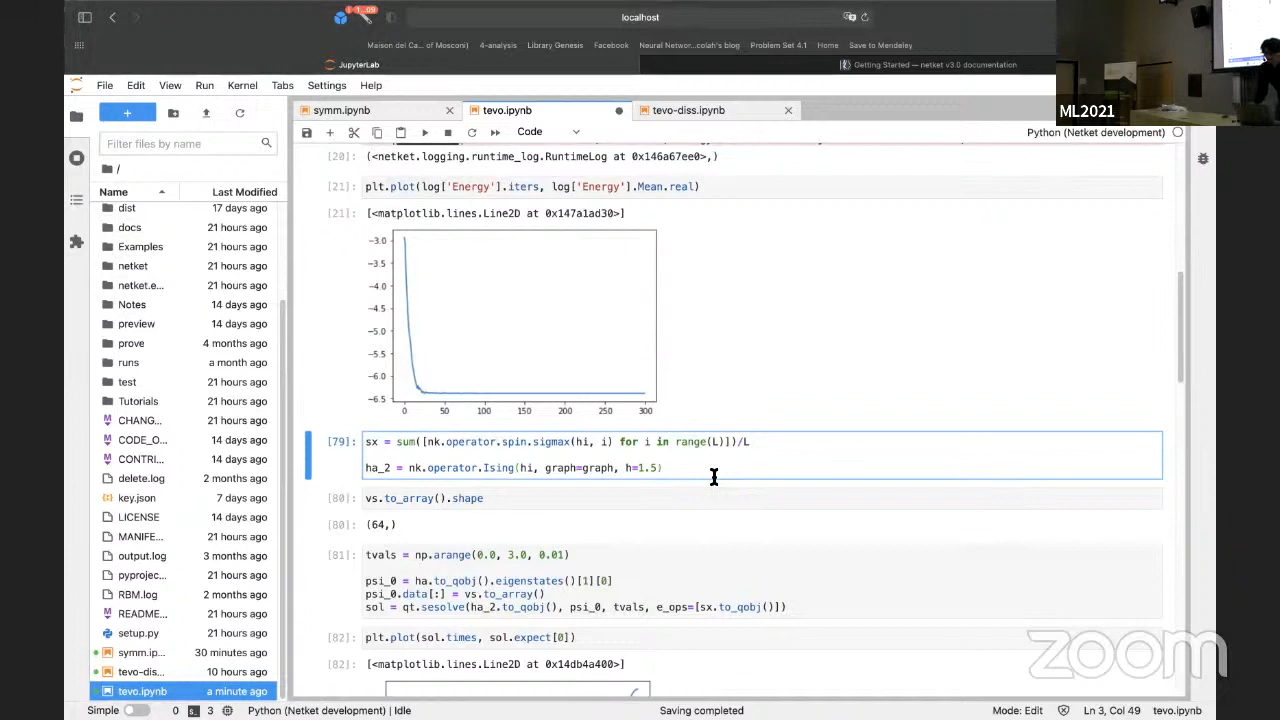 localhost
Maison del Ca... of Mosconi)
4-analysis
Library Genesis
Facebook
Neural Networ...colah's blog
Problem Set 4.1
Home
Save to Mendeley
JupyterLab
Getting Started — netket v3.0 documentation
File Edit View Run Kernel Tabs Settings Help
ML2021
symm.ipynb
tevo.ipynb
tevo-diss.ipynb
Filter files by name
Code
Python (Netket development)
/
Name Last Modified
dist 17 days ago
docs 21 hours ago
Examples 21 hours ago
netket 21 hours ago
netket.e... 21 hours ago
Notes 14 days ago
preview 14 days ago
prove 4 months ago
runs a month ago
test 21 hours ago
Tutorials 21 hours ago
CHANG... 21 hours ago
CODE_O... 14 days ago
CONTRI... 14 days ago
delete.log 2 months ago
key.json 7 days ago
LICENSE 14 days ago
MANIFE... 21 hours ago
output.log 3 months ago
pyprojec... 21 hours ago
RBM.log 2 months ago
README... 21 hours ago
setup.py 21 hours ago
symm.ip... 30 minutes ago
tevo-dis... 10 hours ago
tevo.ipynb a minute ago
[20]: (<netket.logging.runtime_log.RuntimeLog at 0x146a67ee0>,)
[21]: plt.plot(log['Energy'].iters, log['Energy'].Mean.real)
[21]: [<matplotlib.lines.Line2D at 0x147a1ad30>]
−3.0
−3.5
−4.0
−4.5
−5.0
−5.5
−6.0
−6.5
0 50 100 150 200 250 300
[79]: sx = sum([nk.operator.spin.sigmax(hi, i) for i in range(L)])/L
ha_2 = nk.operator.Ising(hi, graph=graph, h=1.5)
[80]: vs.to_array().shape
[80]: (64,)
[81]: tvals = np.arange(0.0, 3.0, 0.01)
psi_0 = ha.to_qobj().eigenstates()[1][0]
psi_0.data[:] = vs.to_array()
sol = qt.sesolve(ha_2.to_qobj(), psi_0, tvals, e_ops=[sx.to_qobj()])
[82]: plt.plot(sol.times, sol.expect[0])
[82]: [<matplotlib.lines.Line2D at 0x14db4a400>]
zoom
Simple 0 3 Python (Netket development) | Idle
Saving completed
Mode: Edit
Ln 3, Col 49
tevo.ipynb